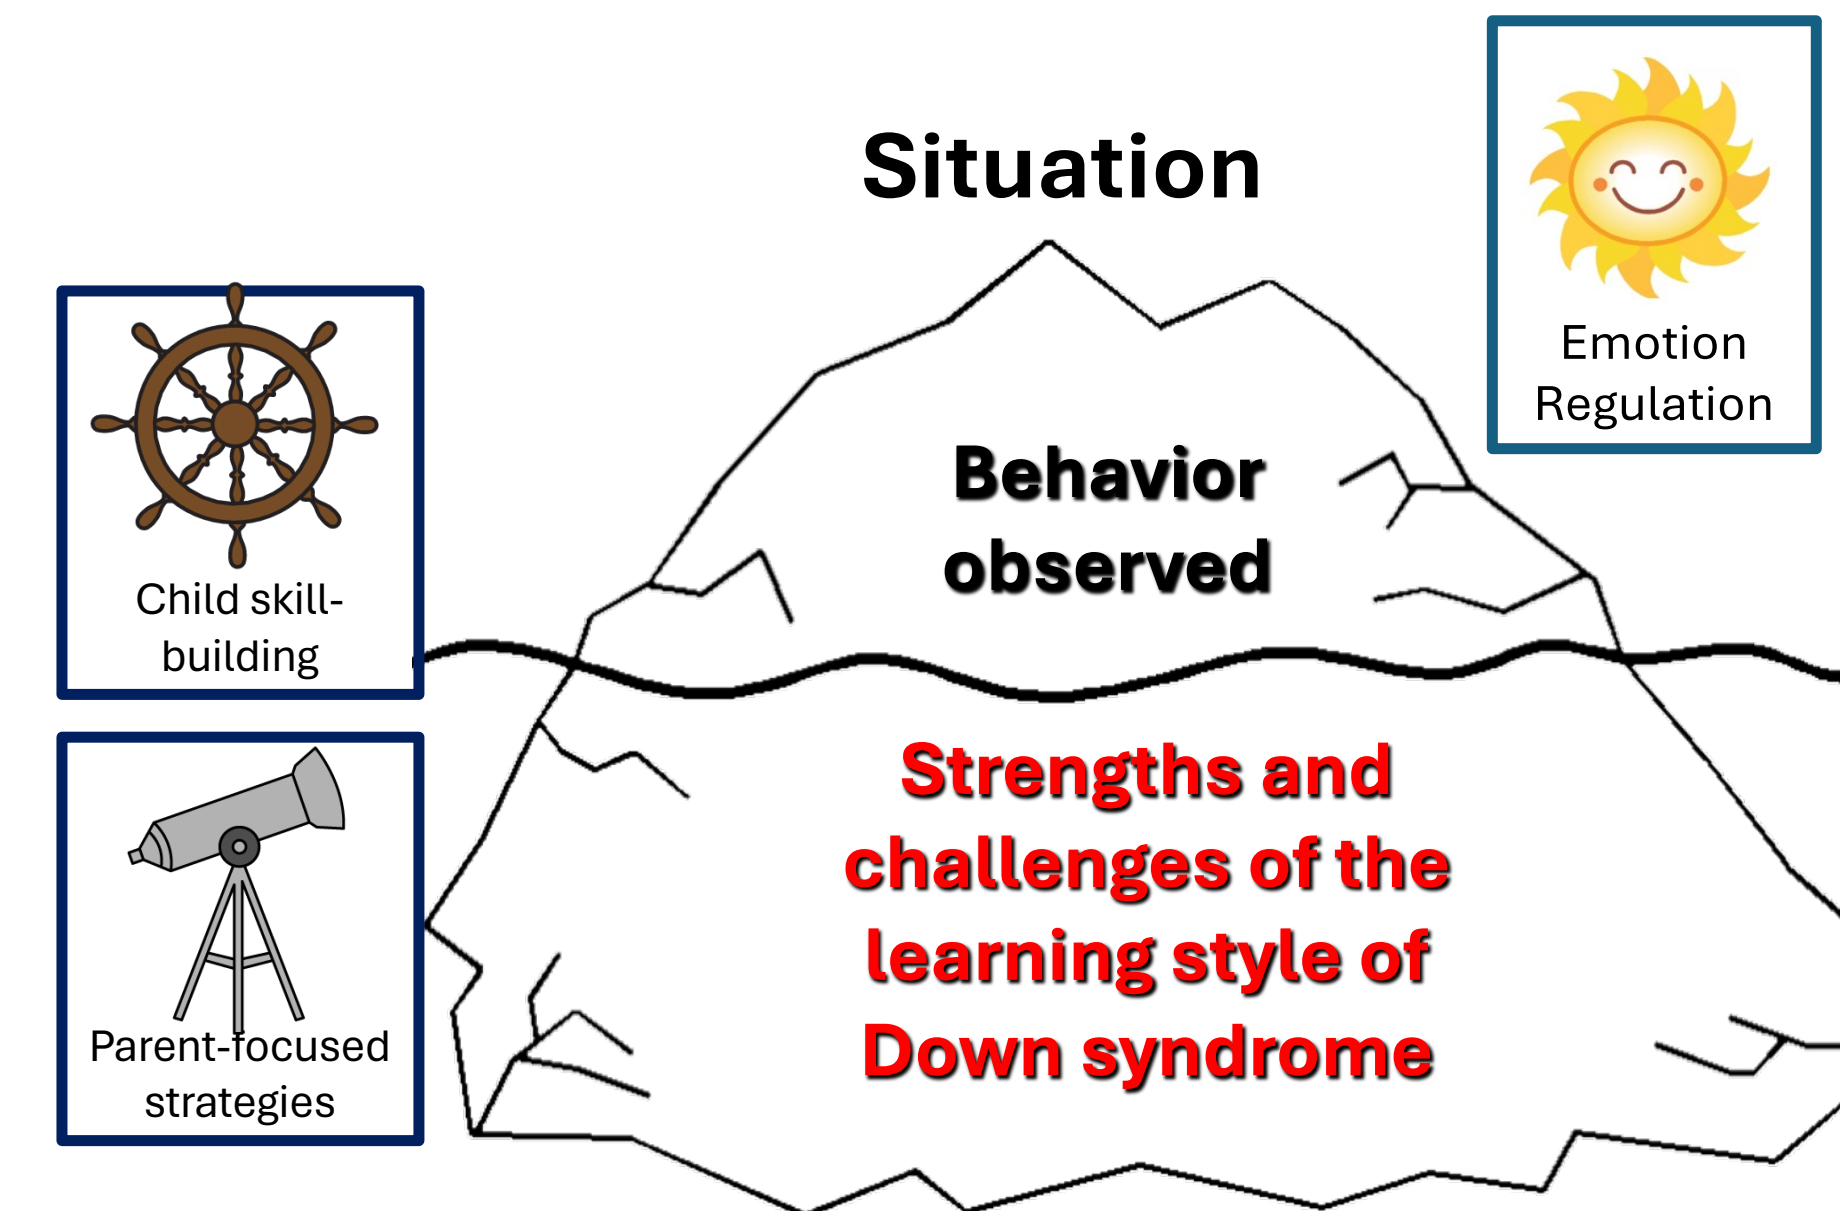 Situation
Emotion
Regulation
Behavior
observed
Child skill-
building
Strengths and
challenges of the
learning style of
Down syndrome
Parent-focused
strategies